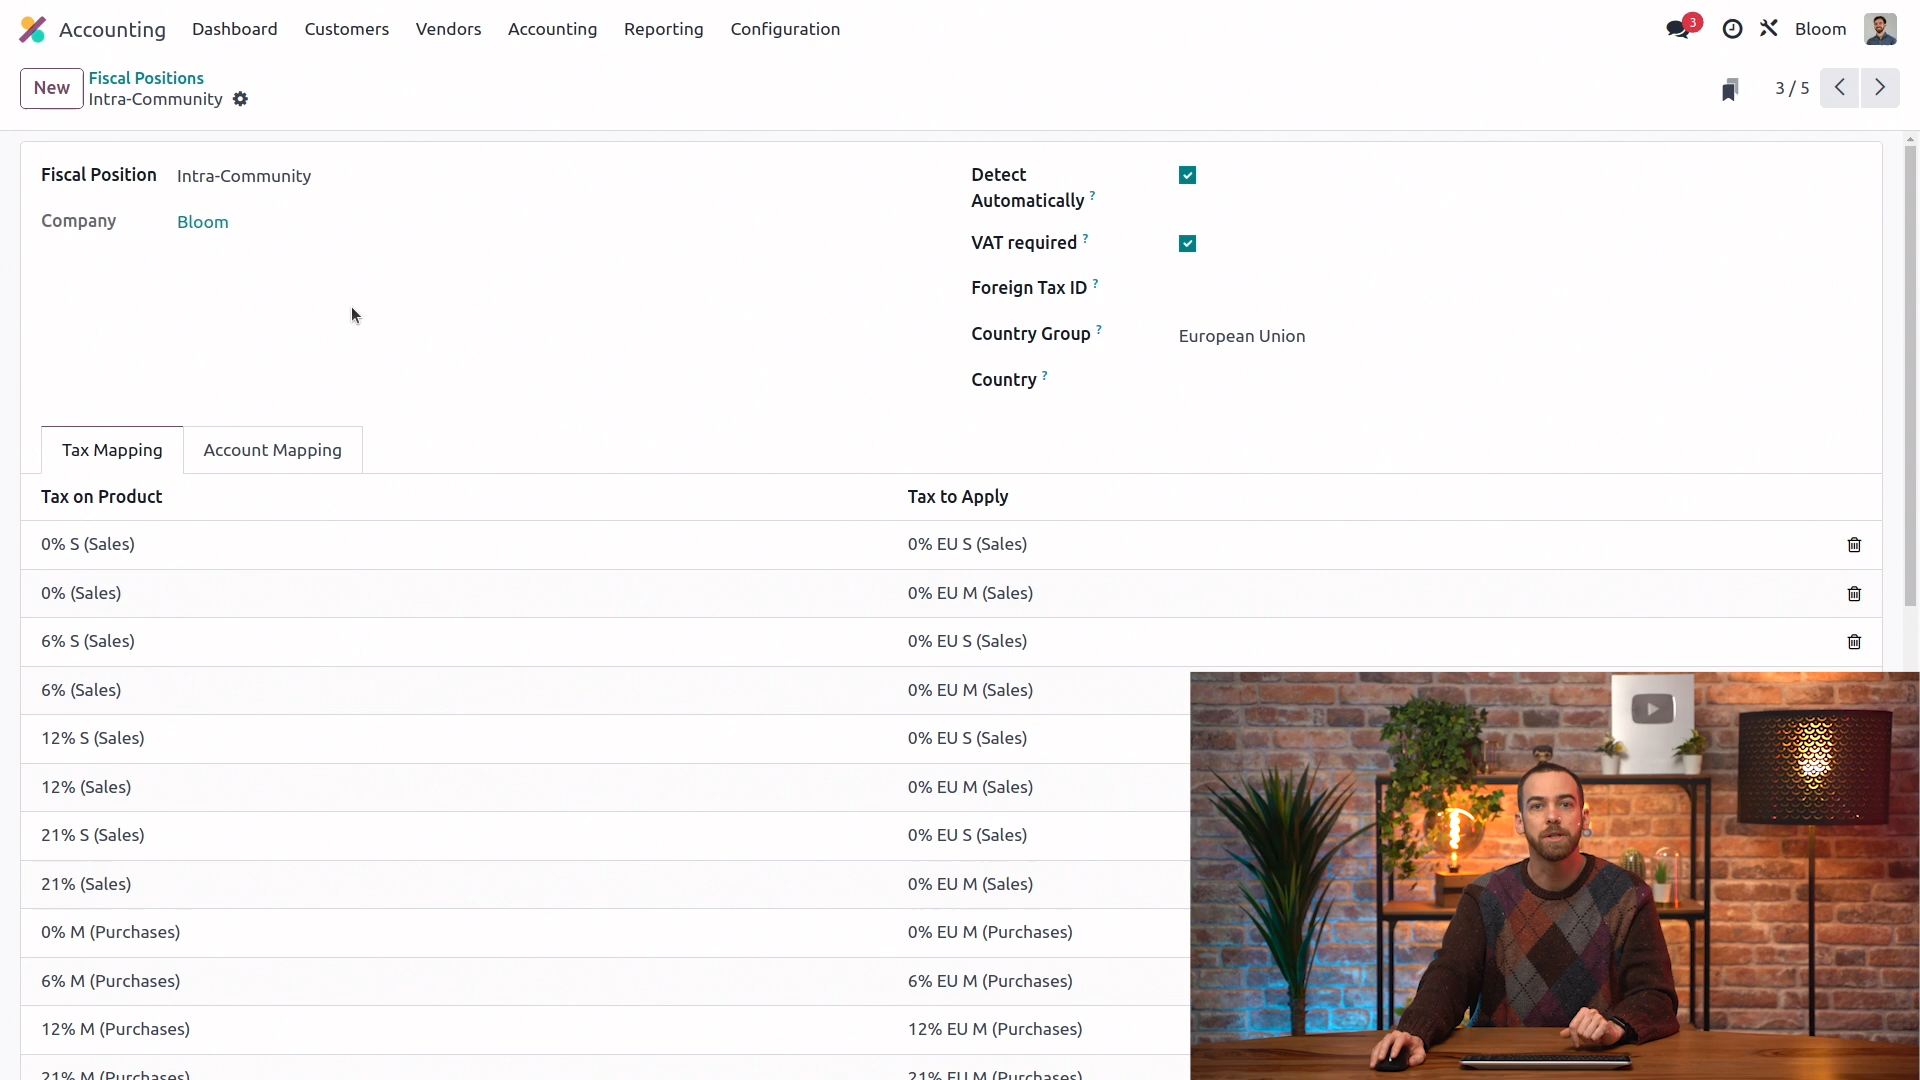 Accounting Dashboard Customers Vendors Accounting Reporting Configuration 3 Bloom
New Fiscal Positions
Intra-Community
3 / 5
Fiscal Position Intra-Community
Company Bloom
Detect
Automatically ?
VAT required ?
Foreign Tax ID ?
Country Group ? European Union
Country ?
Tax Mapping Account Mapping
Tax on Product Tax to Apply
0% S (Sales) 0% EU S (Sales)
0% (Sales) 0% EU M (Sales)
6% S (Sales) 0% EU S (Sales)
6% (Sales) 0% EU M (Sales)
12% S (Sales) 0% EU S (Sales)
12% (Sales) 0% EU M (Sales)
21% S (Sales) 0% EU S (Sales)
21% (Sales) 0% EU M (Sales)
0% M (Purchases) 0% EU M (Purchases)
6% M (Purchases) 6% EU M (Purchases)
12% M (Purchases) 12% EU M (Purchases)
21% M (Purchases) 21% EU M (Purchases)